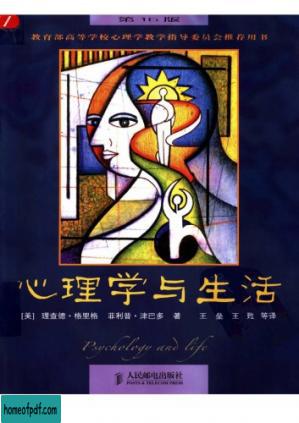 第16版
教育部高等学校心理学教学指导委员会推荐用书
心理学与生活
[美] 理查德·格里格 菲利普·津巴多 著 王垒 王甦 等译
Psychology and life
人民邮电出版社
POSTS & TELECOM PRESS
homeofpdf.com